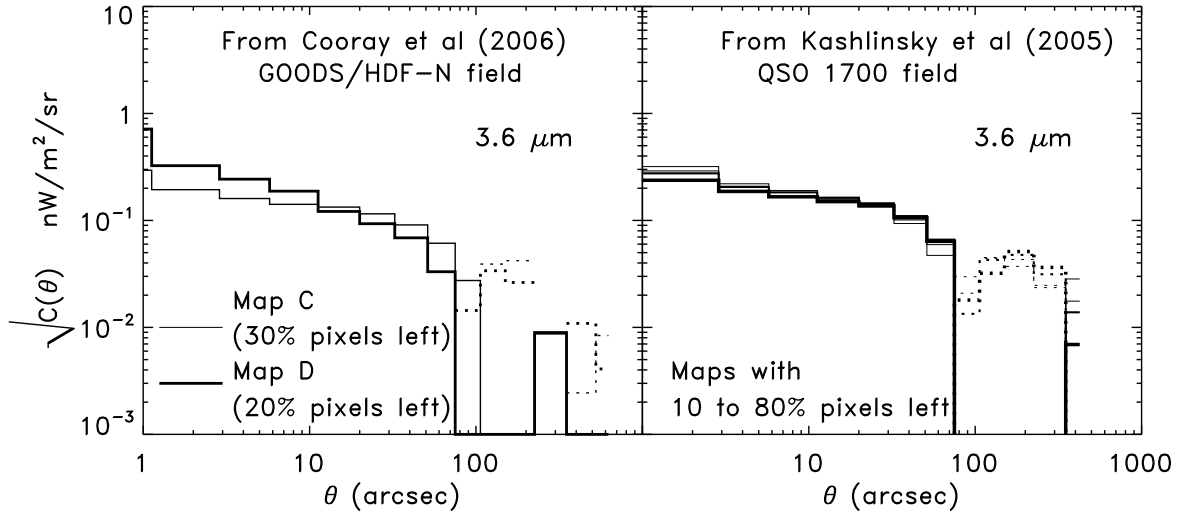 From Cooray et al (2006)
GOODS/HDF-N field
3.6 μm
Map C
(30% pixels left)
Map D
(20% pixels left)
From Kashlinsky et al (2005)
QSO 1700 field
3.6 μm
Maps with
10 to 80% pixels left
√C(θ) nW/m²/sr
10
1
10⁻¹
10⁻²
10⁻³
1 10 100
10 100 1000
θ (arcsec)
θ (arcsec)